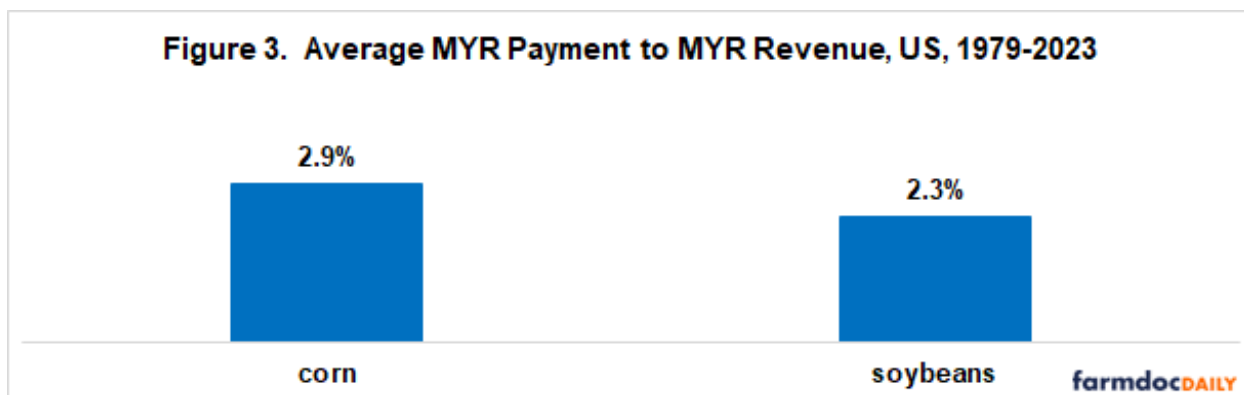 Figure 3.  Average MYR Payment to MYR Revenue, US, 1979-2023
2.9%
2.3%
corn
soybeans
farmdocDAILY